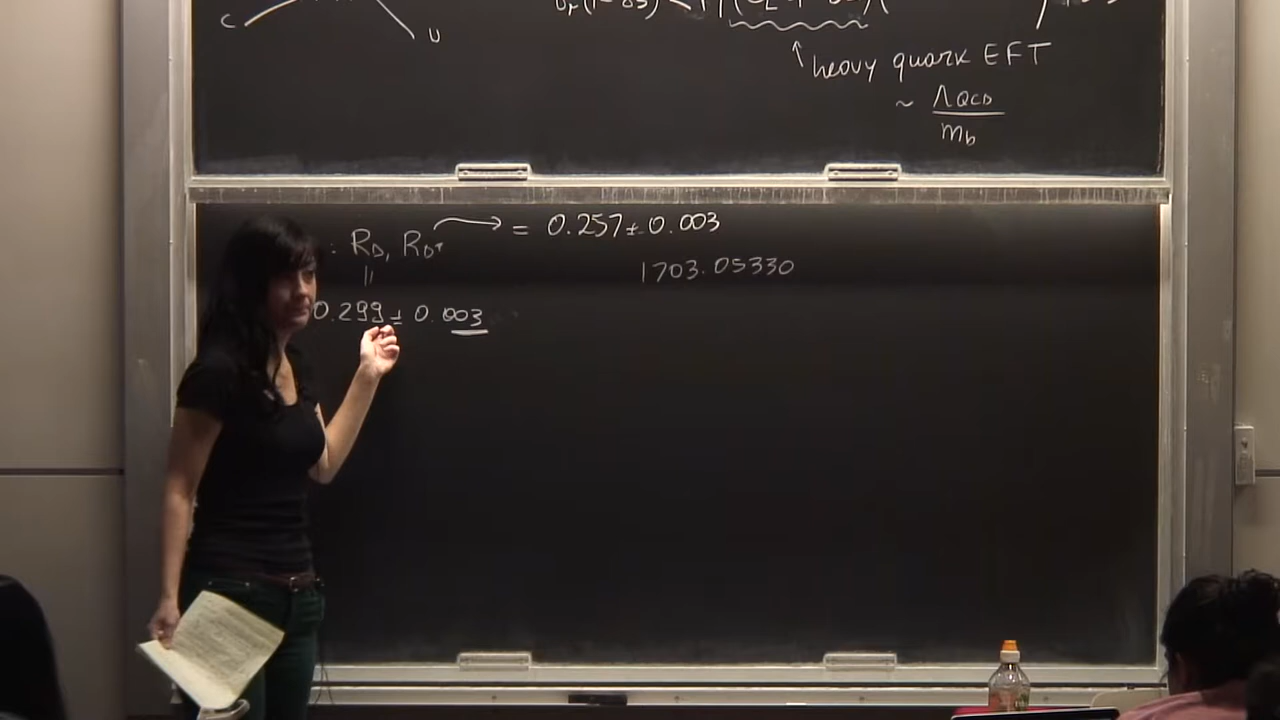 C
υ
heavy quark EFT
~ ΛQCD
mb
: RD, RD* → = 0.257 ± 0.003
1703.05330
||
0.299 ± 0.003